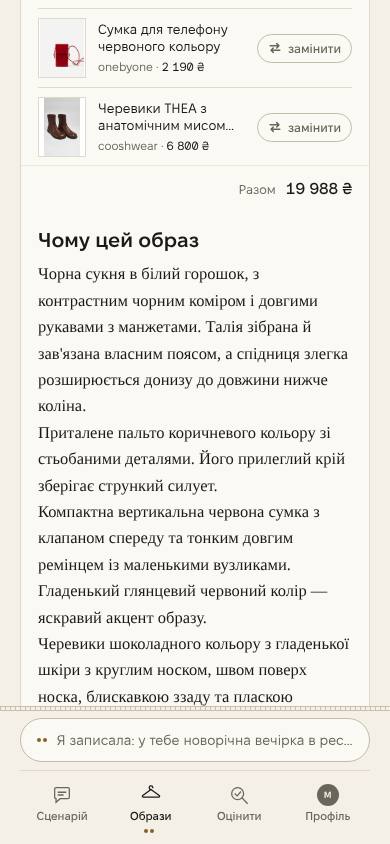 Сумка для телефону
червоного кольору
onebyone · 2 190 ₴
замінити
Черевики THEA з
анатомічним мисом…
cooshwear · 6 800 ₴
замінити
Разом 19 988 ₴
Чому цей образ
Чорна сукня в білий горошок, з
контрастним чорним коміром і довгими
рукавами з манжетами. Талія зібрана й
зав'язана власним поясом, а спідниця злегка
розширюється донизу до довжини нижче
коліна.
Приталене пальто коричневого кольору зі
стьобаними деталями. Його прилеглий крій
зберігає стрункий силует.
Компактна вертикальна червона сумка з
клапаном спереду та тонким довгим
ремінцем із маленькими вузликами.
Гладенький глянцевий червоний колір —
яскравий акцент образу.
Черевики шоколадного кольору з гладенької
шкіри з круглим носком, швом поверх
носка, блискавкою ззаду та пласкою
Я записала: у тебе новорічна вечірка в рес…
Сценарій
Образи
Оцінити
М
Профіль